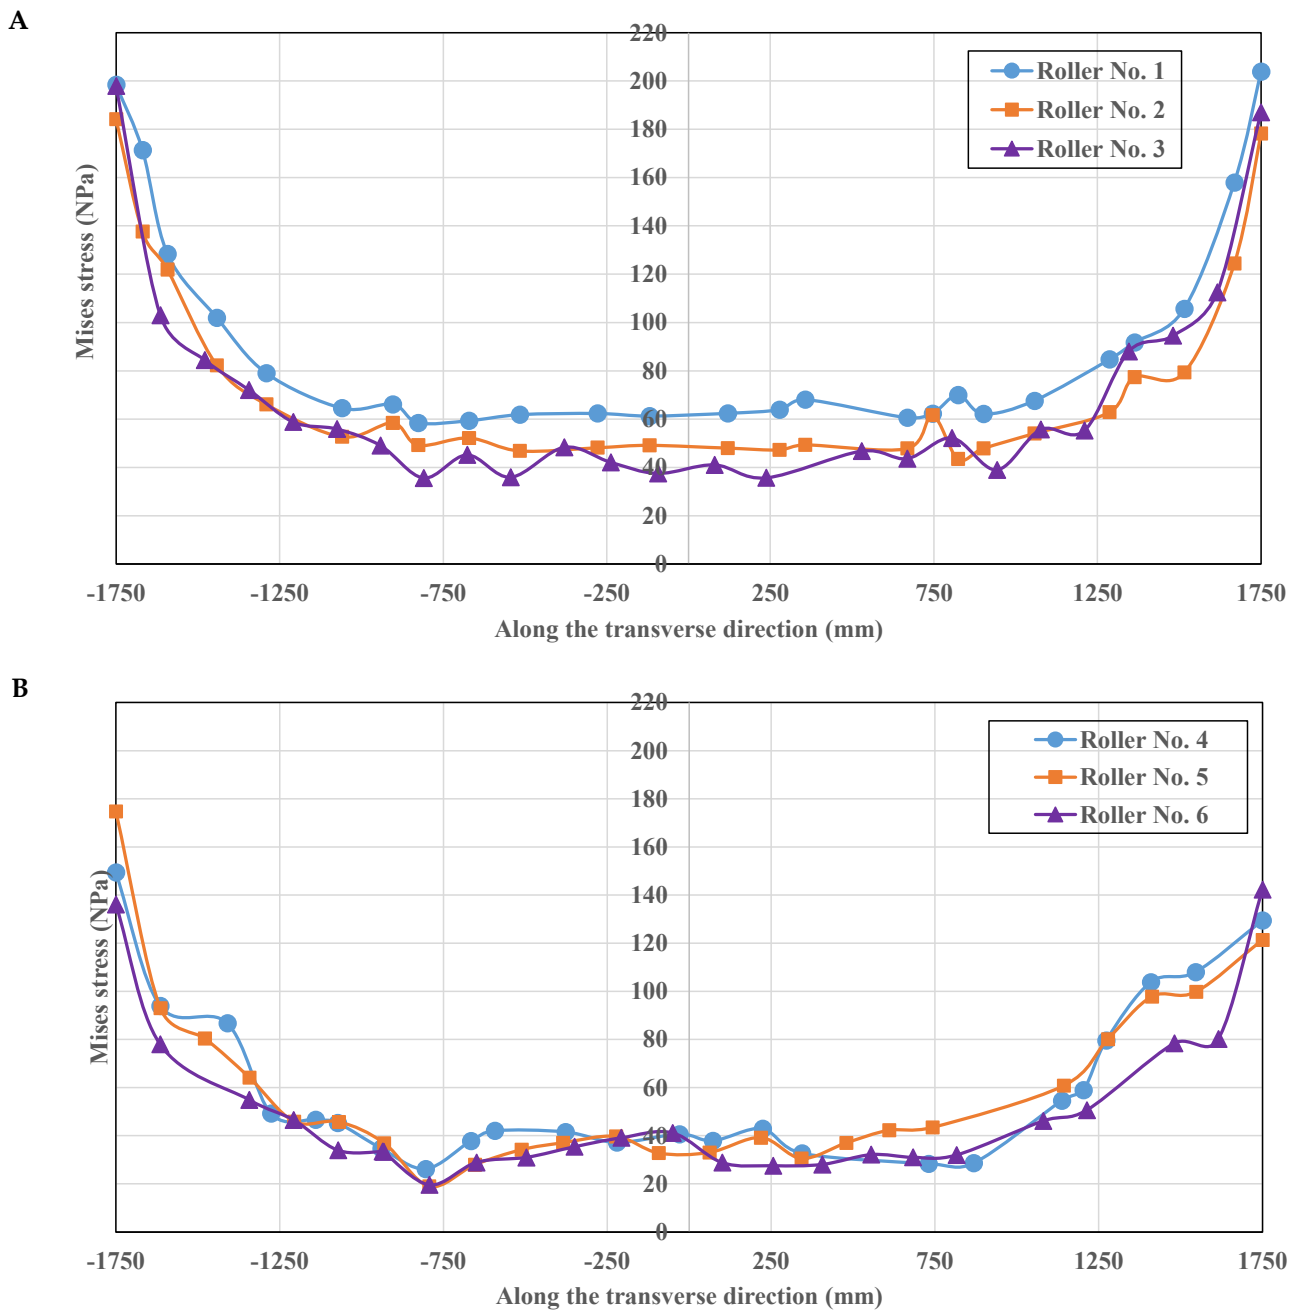 A
220
200
180
160
140
120
100
80
60
40
20
0
Mises stress (NPa)
Roller No. 1
Roller No. 2
Roller No. 3
-1750 -1250 -750 -250 250 750 1250 1750
Along the transverse direction (mm)
B
220
200
180
160
140
120
100
80
60
40
20
0
Mises stress (NPa)
Roller No. 4
Roller No. 5
Roller No. 6
-1750 -1250 -750 -250 250 750 1250 1750
Along the transverse direction (mm)